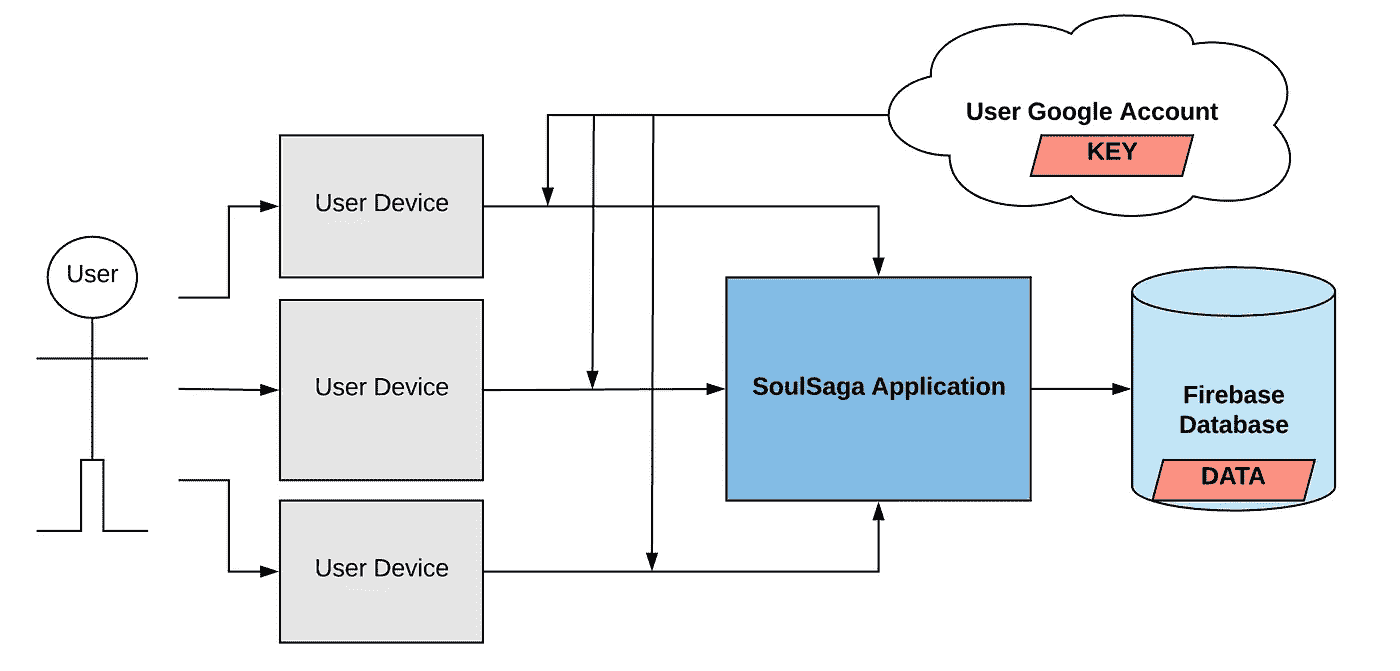 User Google Account
KEY
User Device
User
User Device
SoulSaga Application
Firebase
Database
DATA
User Device